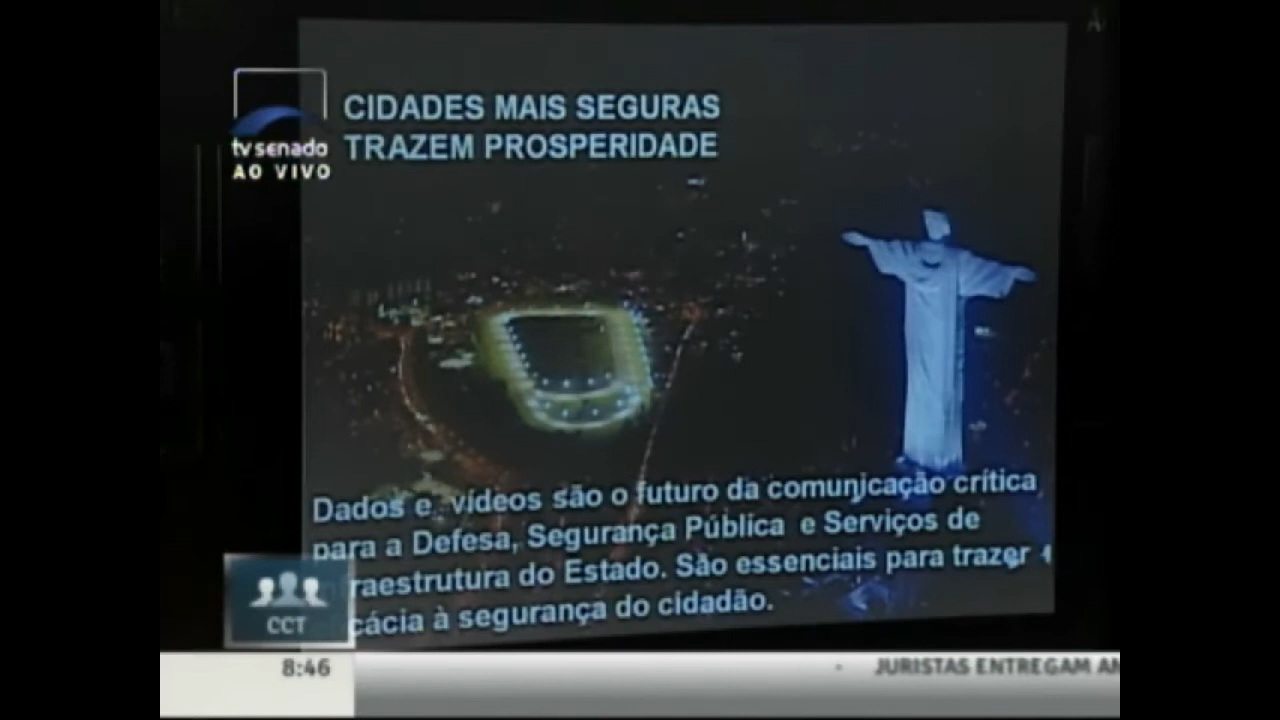 tv senado
AO VIVO
CIDADES MAIS SEGURAS
TRAZEM PROSPERIDADE
Dados e vídeos são o futuro da comunicação crítica
para a Defesa, Segurança Pública e Serviços de
raestrutura do Estado. São essenciais para trazer
cácia à segurança do cidadão.
CCT
8:46
JURISTAS ENTREGAM AN